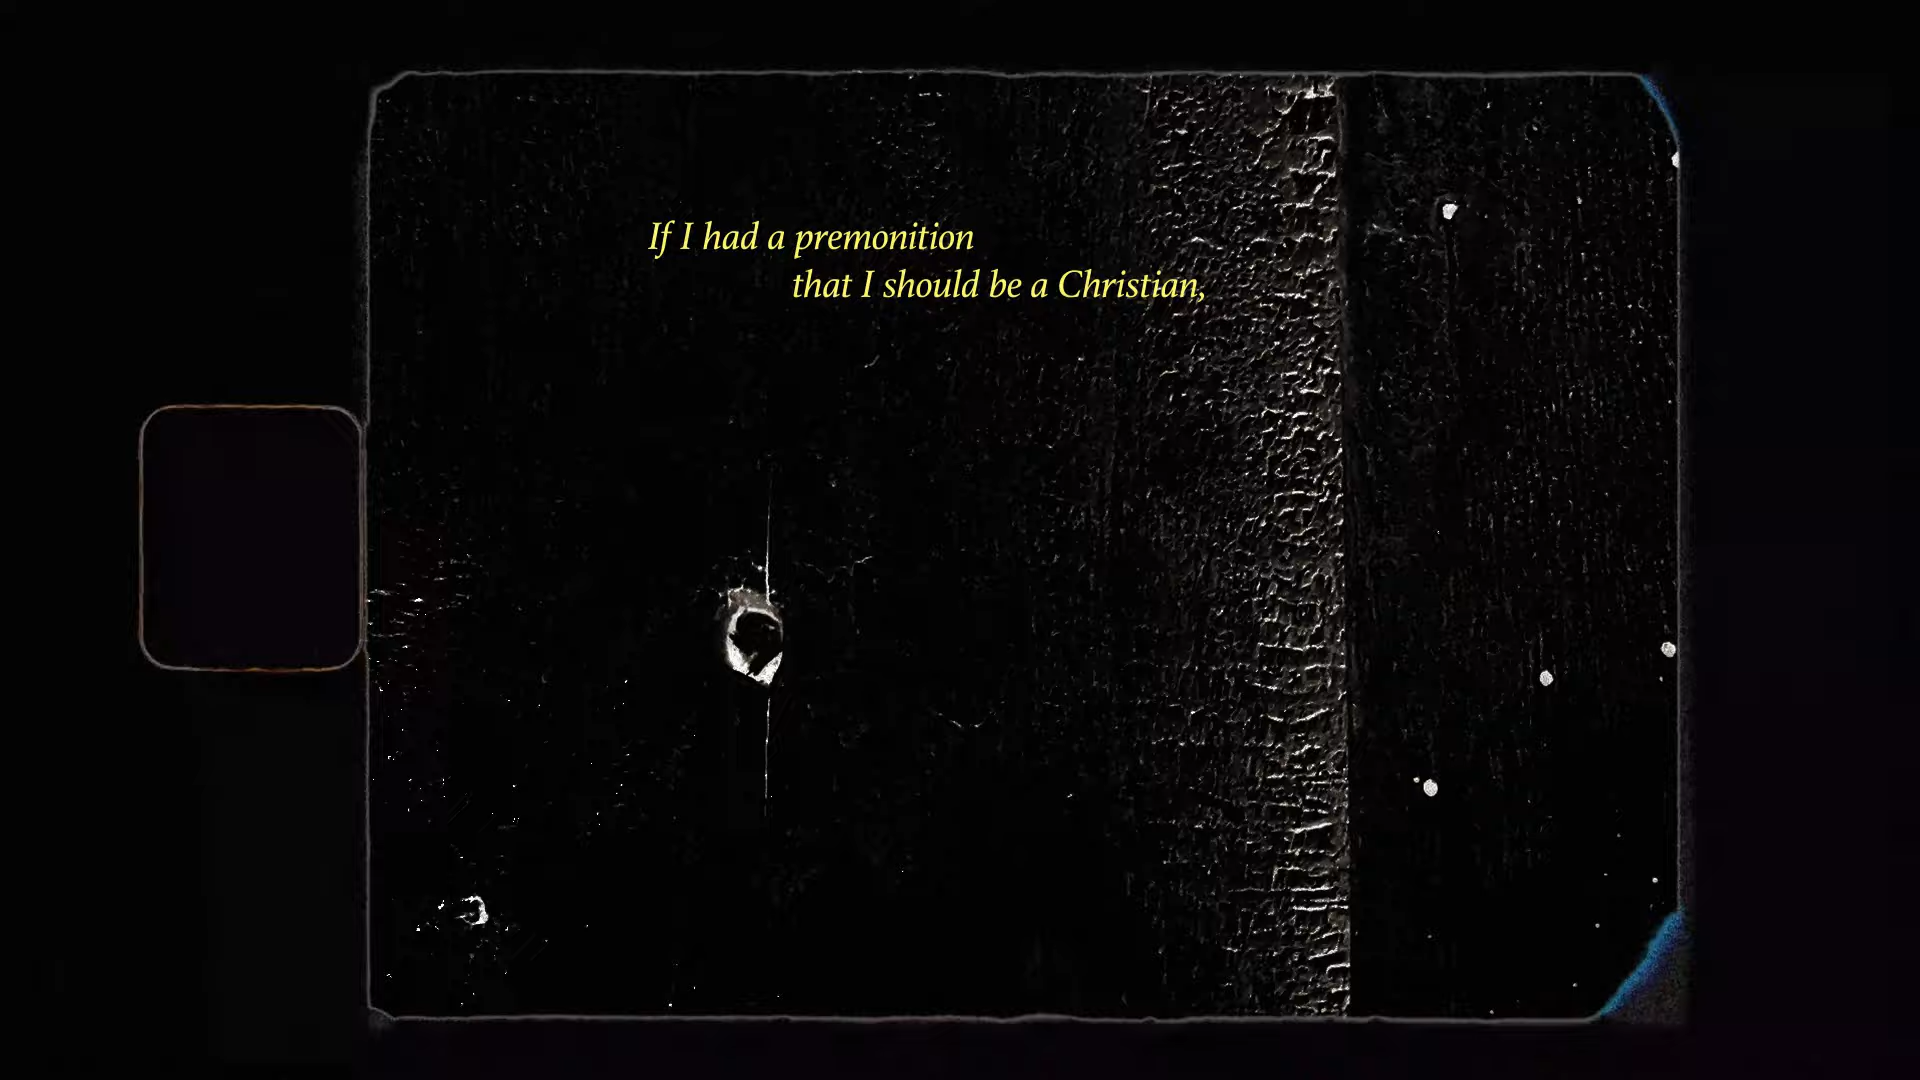 If I had a premonition
that I should be a Christian,